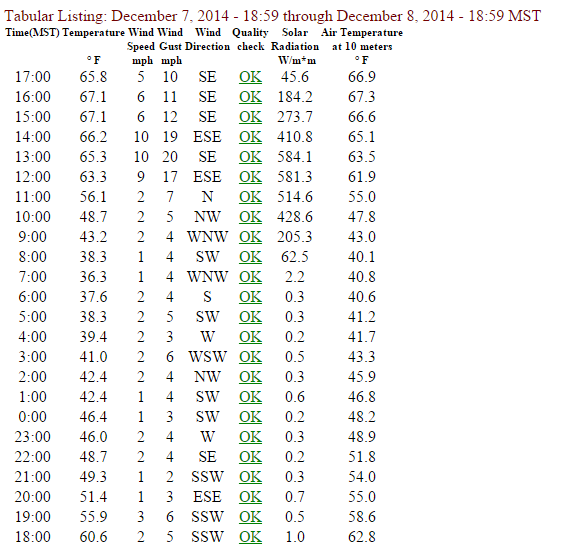 Tabular Listing: December 7, 2014 - 18:59 through December 8, 2014 - 18:59 MST
Time(MST) Temperature Wind Wind Wind Quality Solar Air Temperature
Speed Gust Direction check Radiation at 10 meters
° F mph mph W/m*m ° F
17:00 65.8 5 10 SE OK 45.6 66.9
16:00 67.1 6 11 SE OK 184.2 67.3
15:00 67.1 6 12 SE OK 273.7 66.6
14:00 66.2 10 19 ESE OK 410.8 65.1
13:00 65.3 10 20 SE OK 584.1 63.5
12:00 63.3 9 17 ESE OK 581.3 61.9
11:00 56.1 2 7 N OK 514.6 55.0
10:00 48.7 2 5 NW OK 428.6 47.8
9:00 43.2 2 4 WNW OK 205.3 43.0
8:00 38.3 1 4 SW OK 62.5 40.1
7:00 36.3 1 4 WNW OK 2.2 40.8
6:00 37.6 2 4 S OK 0.3 40.6
5:00 38.3 2 5 SW OK 0.3 41.2
4:00 39.4 2 3 W OK 0.2 41.7
3:00 41.0 2 6 WSW OK 0.5 43.3
2:00 42.4 2 4 NW OK 0.3 45.9
1:00 42.4 1 4 SW OK 0.6 46.8
0:00 46.4 1 3 SW OK 0.2 48.2
23:00 46.0 2 4 W OK 0.3 48.9
22:00 48.7 2 4 SE OK 0.2 51.8
21:00 49.3 1 2 SSW OK 0.3 54.0
20:00 51.4 1 3 ESE OK 0.7 55.0
19:00 55.9 3 6 SSW OK 0.5 58.6
18:00 60.6 2 5 SSW OK 1.0 62.8